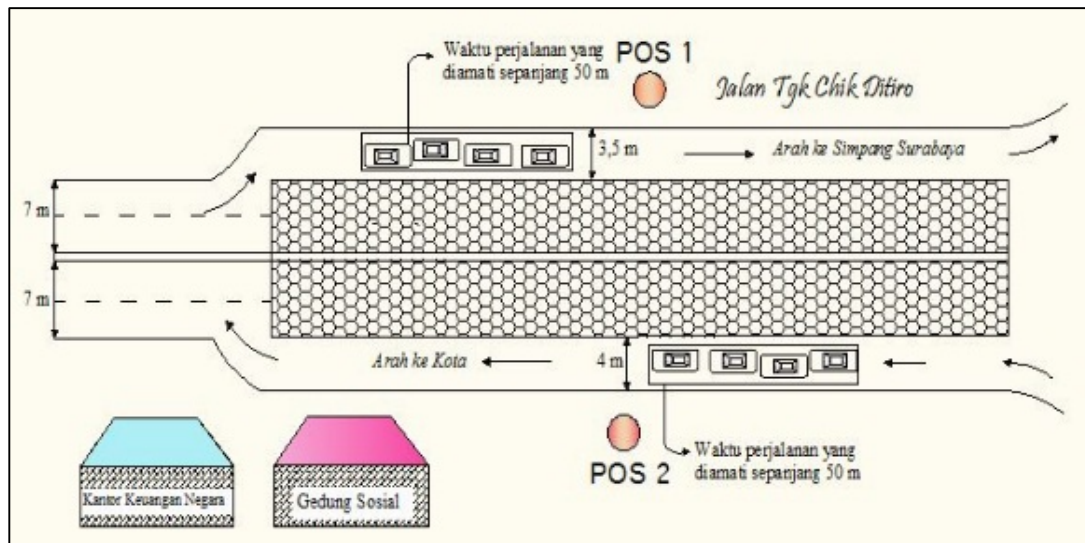 Waktu perjalanan yang
diamati sepanjang 50 m
POS 1
Jalan Tgk Chik Ditiro
3,5 m
Arah ke Simpang Surabaya
7 m
7 m
Arah ke Kota
4 m
POS 2
Waktu perjalanan yang
diamati sepanjang 50 m
Kantor Keuangan Negara
Gedung Sosial